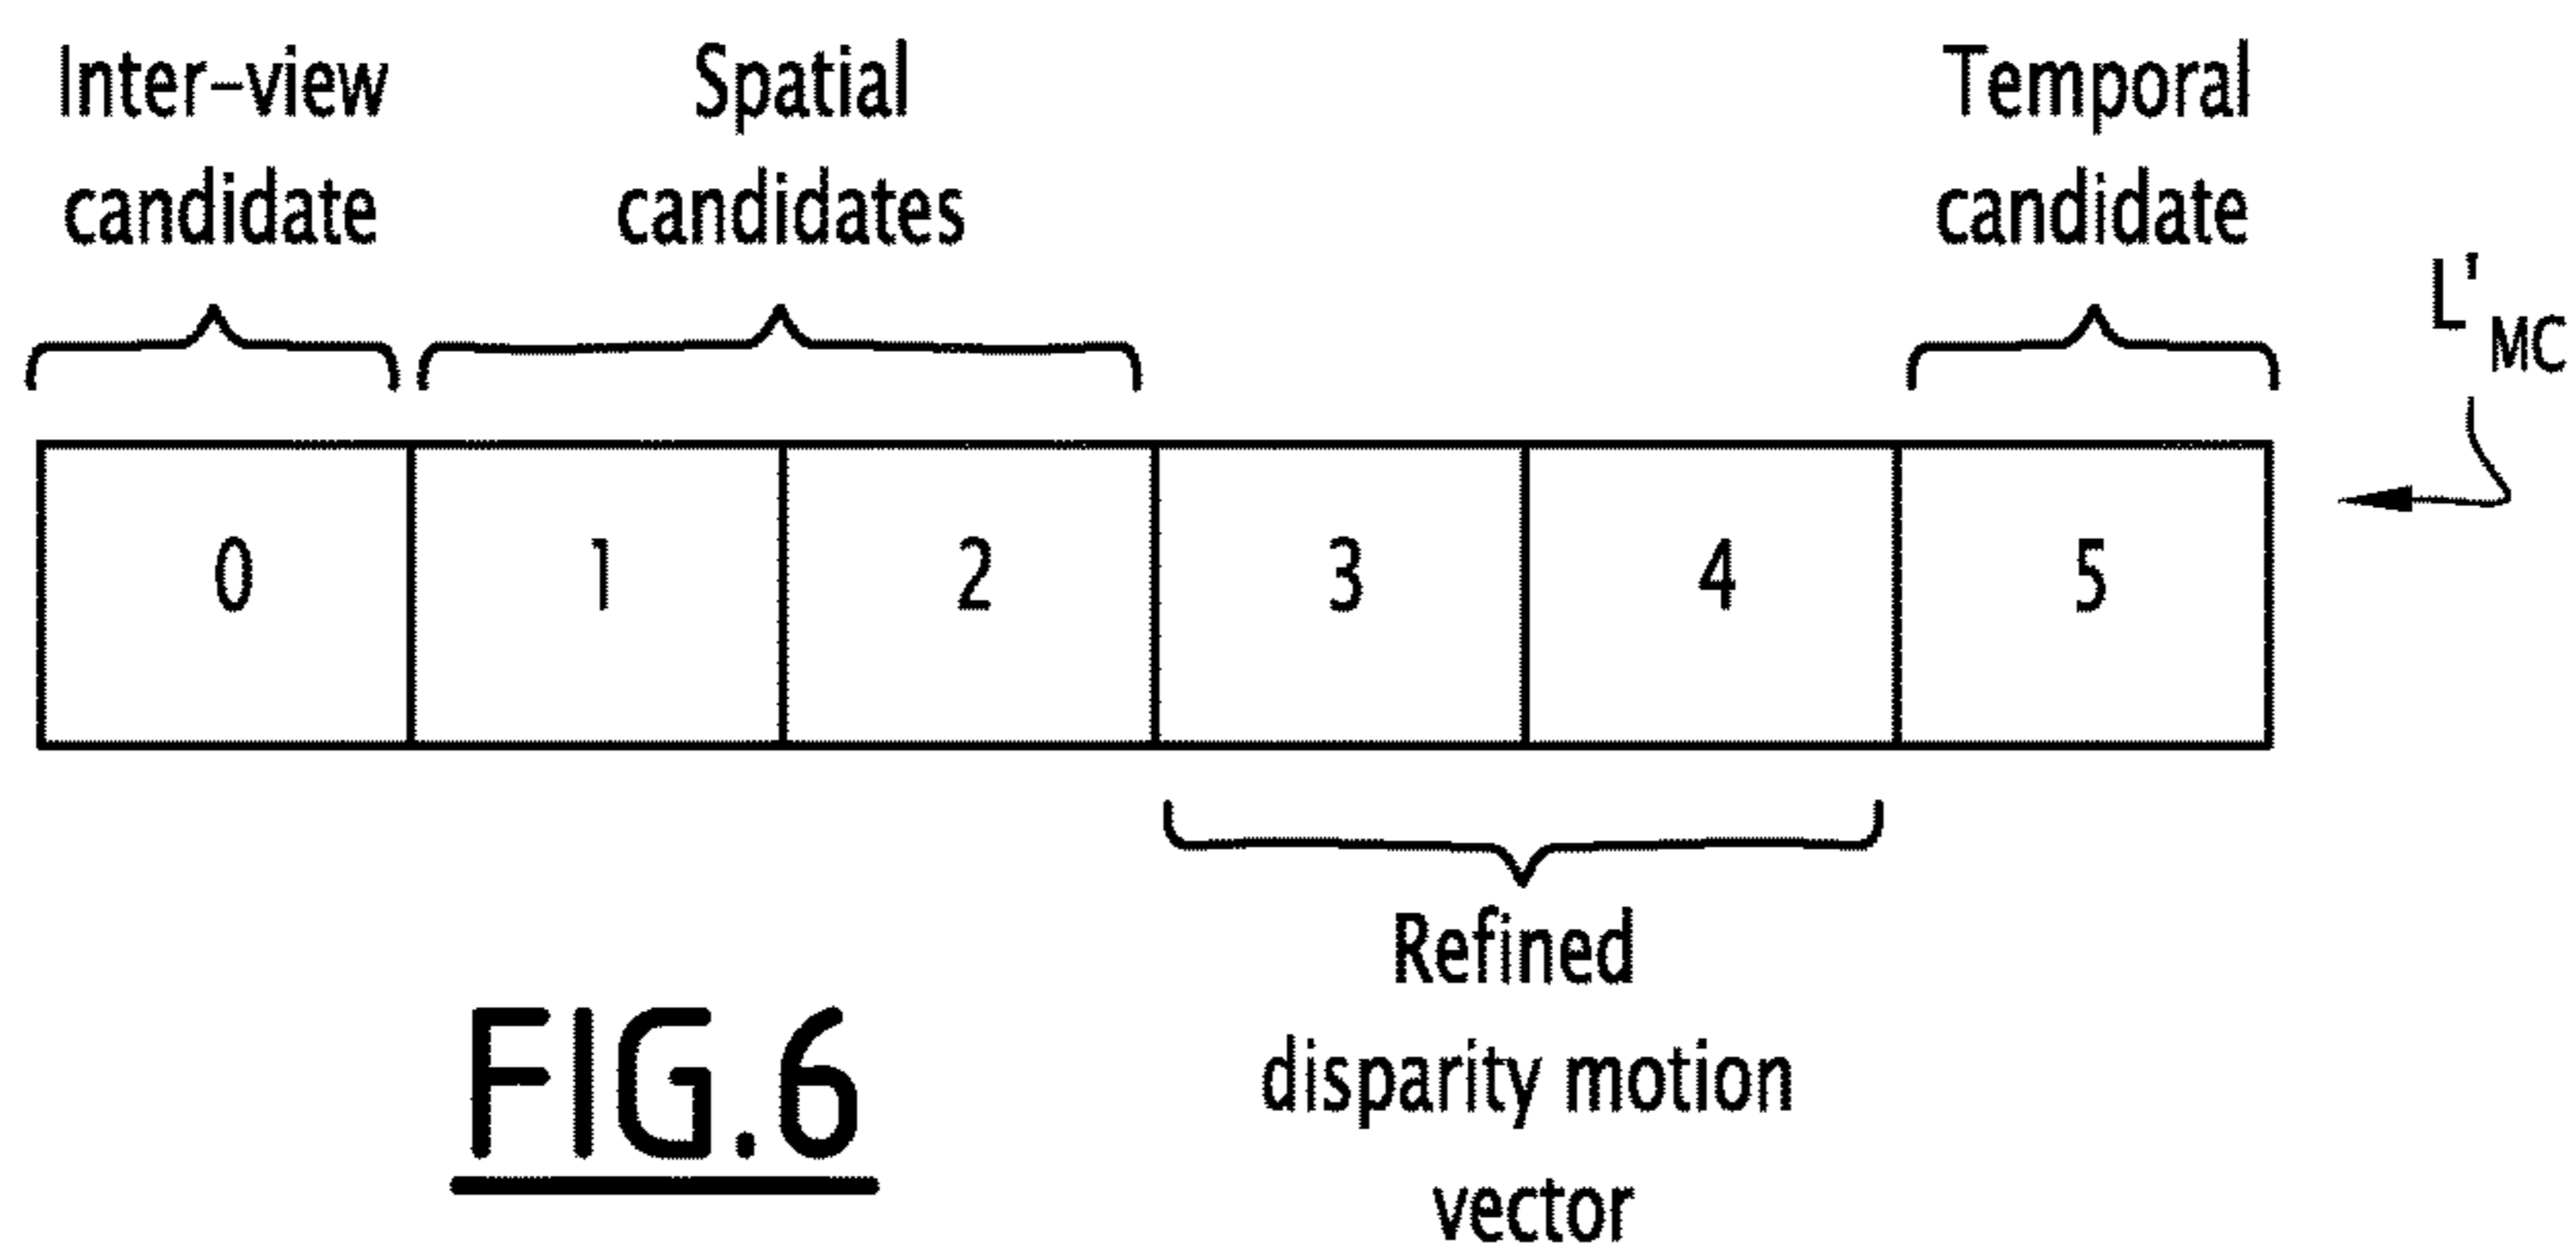 Inter-view
candidate
Spatial
candidates
Temporal
candidate
L'MC
0 1 2 3 4 5
Refined
disparity motion
vector
FIG.6